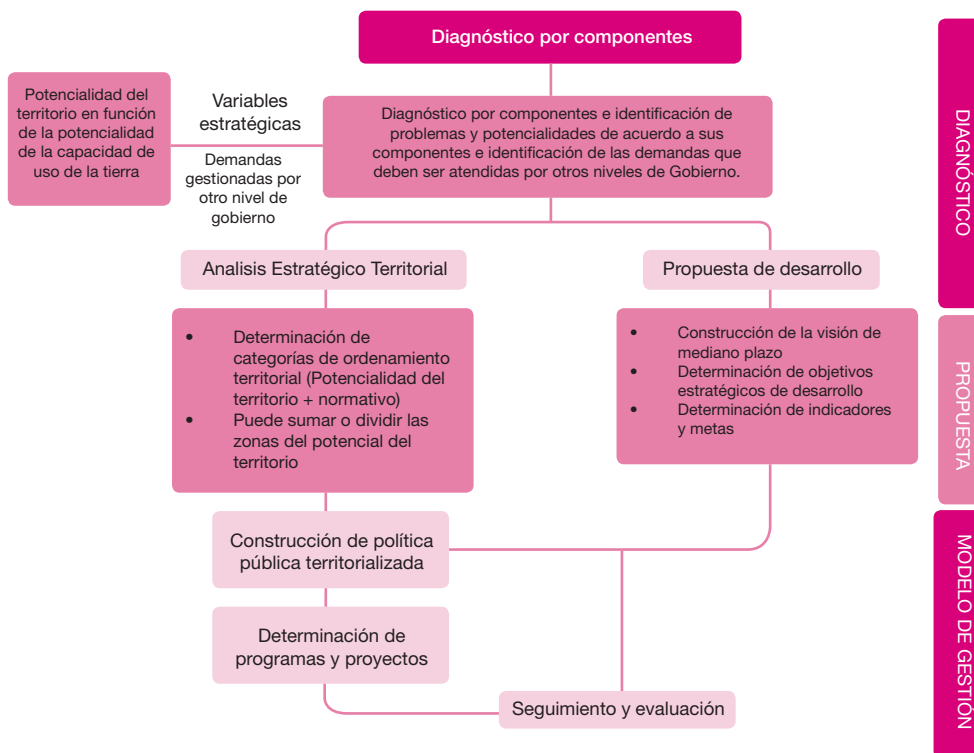 Diagnóstico por componentes
Potencialidad del
territorio en función
de la potencialidad
de la capacidad de
uso de la tierra
Variables
estratégicas
Demandas
gestionadas por
otro nivel de
gobierno
Diagnóstico por componentes e identificación de
problemas y potencialidades de acuerdo a sus
componentes e identificación de las demandas que
deben ser atendidas por otros niveles de Gobierno.
Analisis Estratégico Territorial
Propuesta de desarrollo
• Determinación de
categorías de ordenamiento
territorial (Potencialidad del
territorio + normativo)
• Puede sumar o dividir las
zonas del potencial del
territorio
• Construcción de la visión de
mediano plazo
• Determinación de objetivos
estratégicos de desarrollo
• Determinación de indicadores
y metas
Construcción de política
pública territorializada
Determinación de
programas y proyectos
Seguimiento y evaluación
DIAGNÓSTICO
PROPUESTA
MODELO DE GESTIÓN